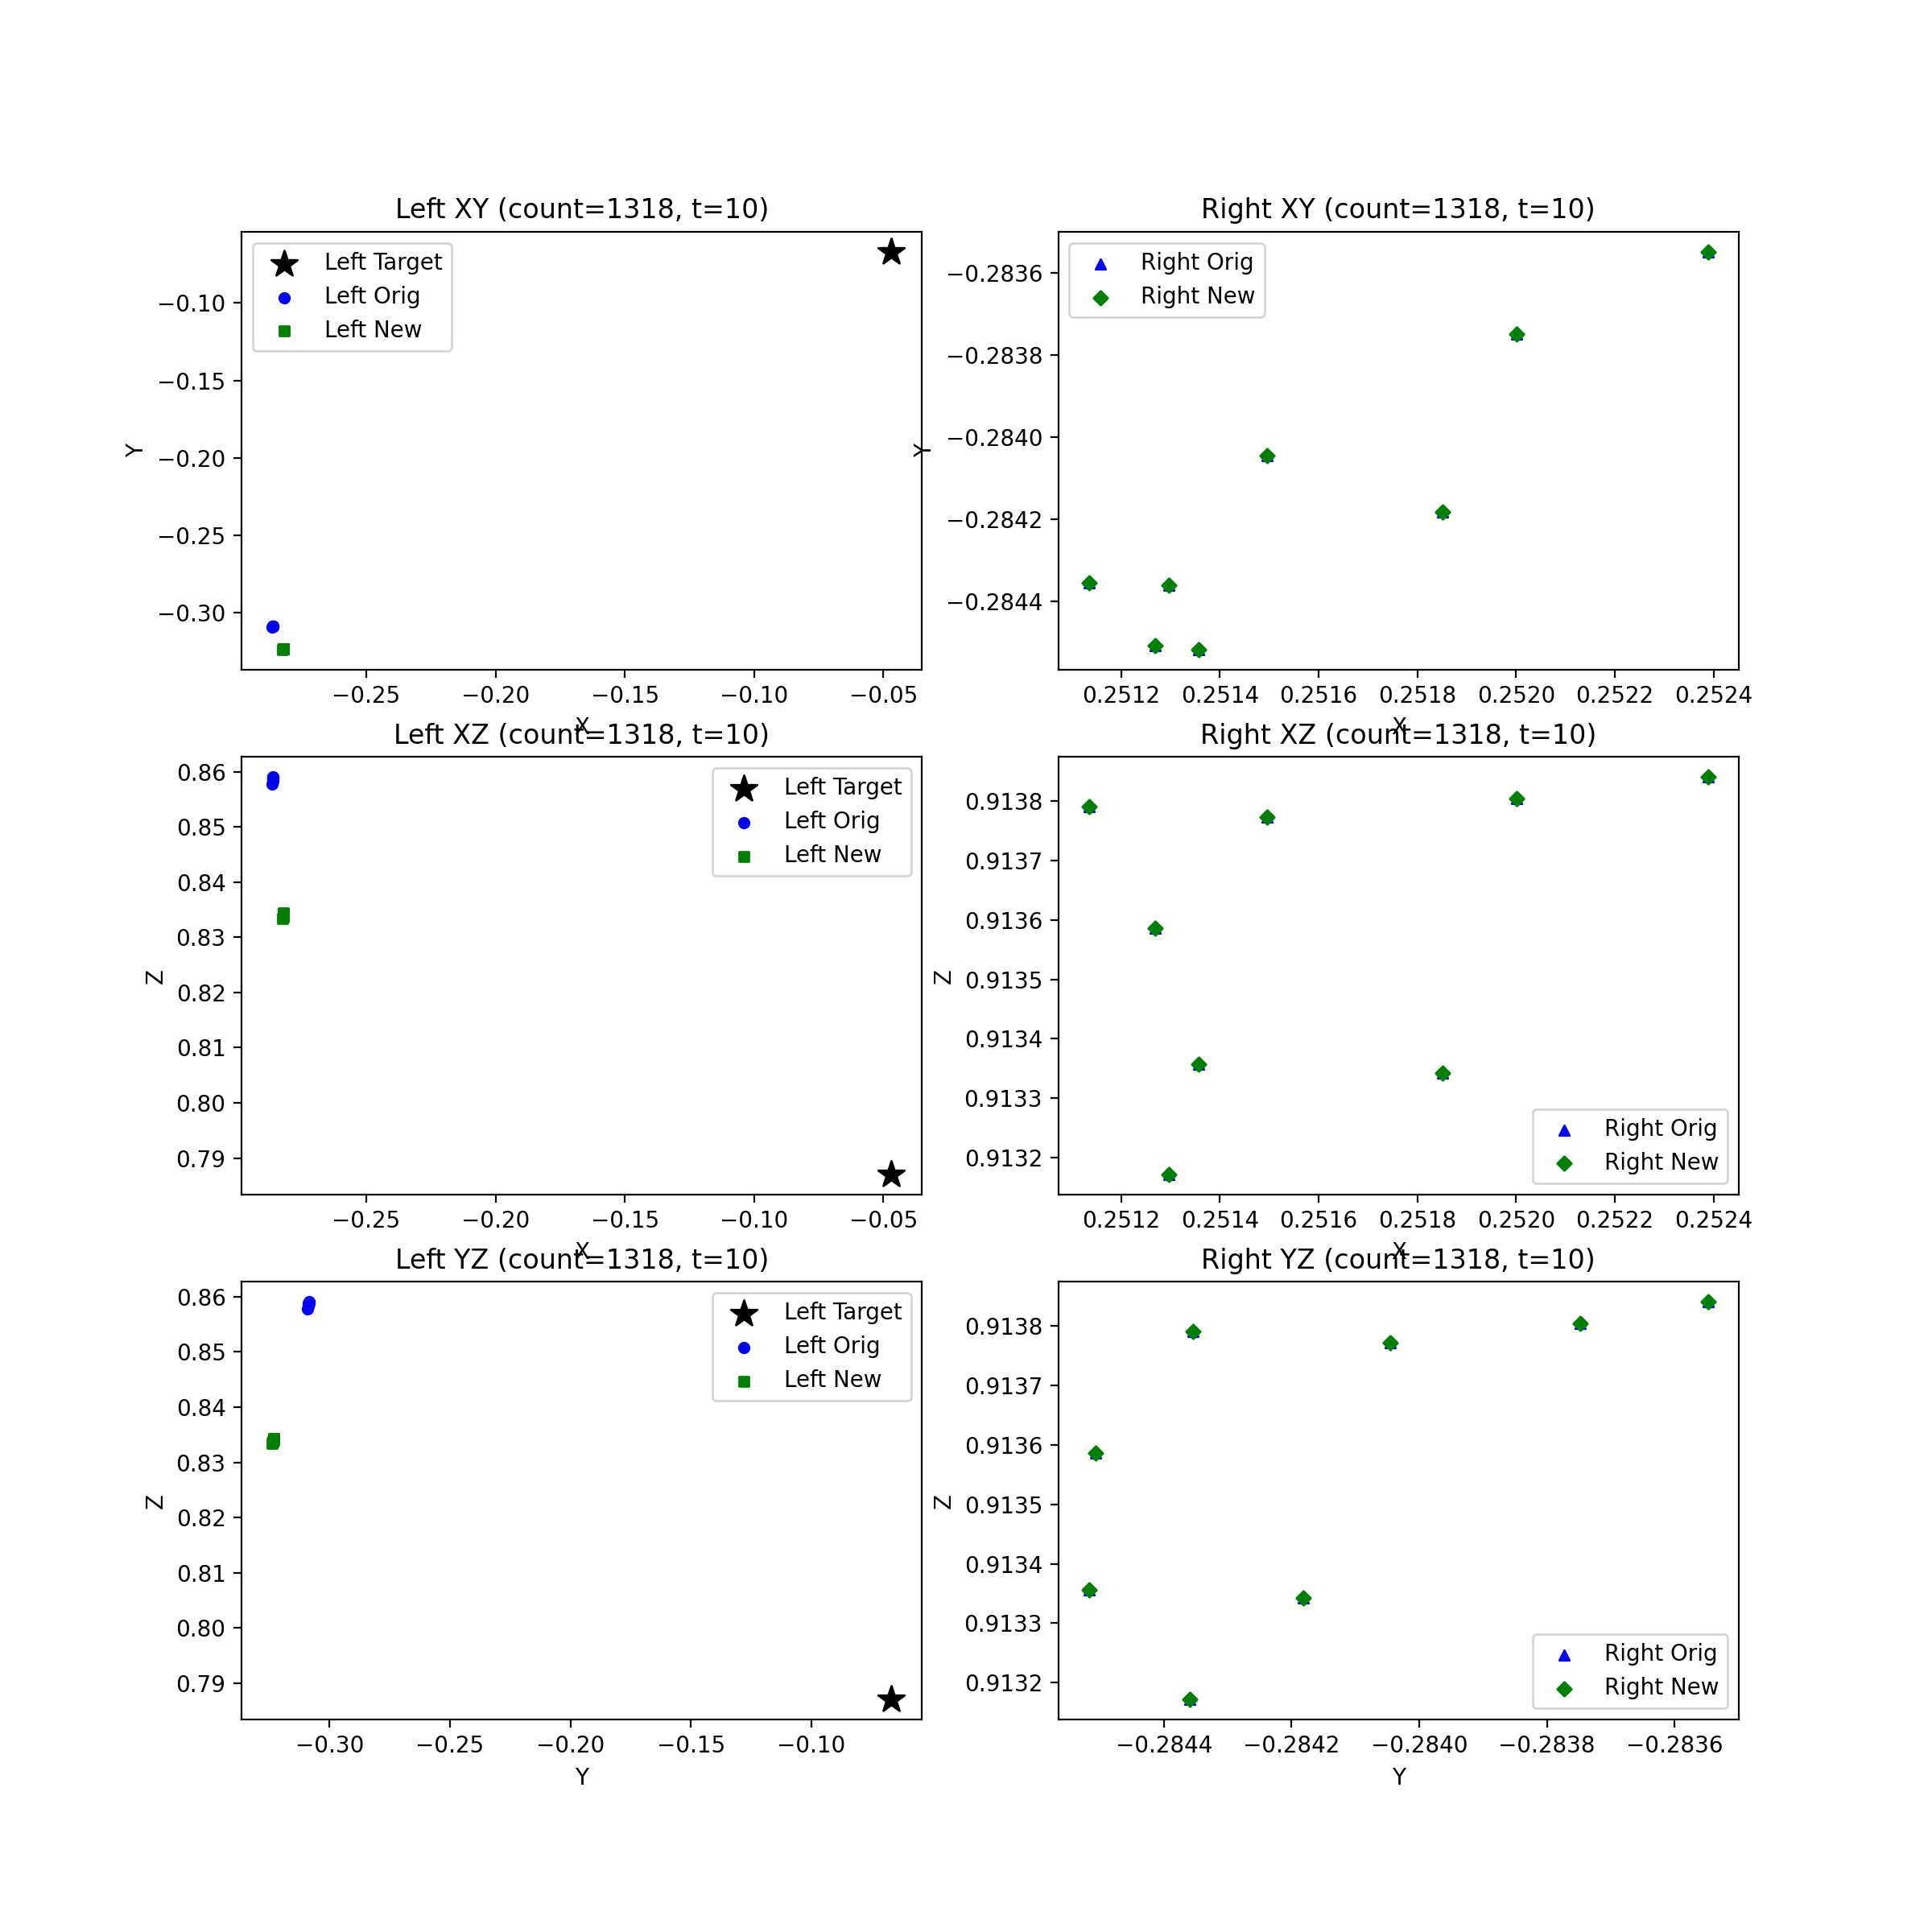 Left XY (count=1318, t=10)
Left Target
Left Orig
Left New
Y
−0.10
−0.15
−0.20
−0.25
−0.30
−0.25
−0.20
−0.15
−0.10
−0.05
X
Right XY (count=1318, t=10)
Right Orig
Right New
Y
−0.2836
−0.2838
−0.2840
−0.2842
−0.2844
0.2512
0.2514
0.2516
0.2518
0.2520
0.2522
0.2524
X
Left XZ (count=1318, t=10)
Left Target
Left Orig
Left New
Z
0.86
0.85
0.84
0.83
0.82
0.81
0.80
0.79
−0.25
−0.20
−0.15
−0.10
−0.05
X
Right XZ (count=1318, t=10)
Z
0.9138
0.9137
0.9136
0.9135
0.9134
0.9133
0.9132
Right Orig
Right New
0.2512
0.2514
0.2516
0.2518
0.2520
0.2522
0.2524
X
Left YZ (count=1318, t=10)
Left Target
Left Orig
Left New
Z
0.86
0.85
0.84
0.83
0.82
0.81
0.80
0.79
−0.30
−0.25
−0.20
−0.15
−0.10
Y
Right YZ (count=1318, t=10)
Z
0.9138
0.9137
0.9136
0.9135
0.9134
0.9133
0.9132
Right Orig
Right New
−0.2844
−0.2842
−0.2840
−0.2838
−0.2836
Y